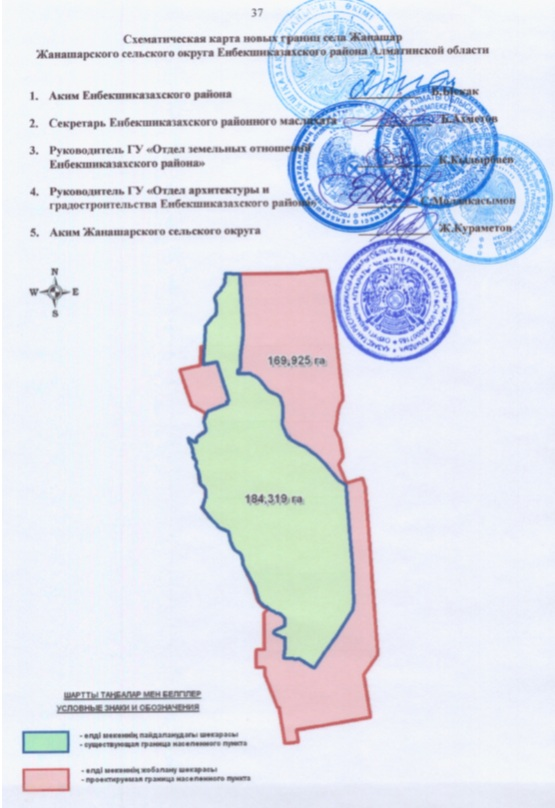 37
Схематическая карта новых границ села Жанашар
Жанашарского сельского округа Енбекшиказахского района Алматинской области
1. Аким Енбекшиказахского района Б.Ыскак
2. Секретарь Енбекшиказахского районного маслихата Б.Ахметов
3. Руководитель ГУ «Отдел земельных отношений
Енбекшиказахского района» К.Кыдырбаев
4. Руководитель ГУ «Отдел архитектуры и
градостроительства Енбекшиказахского района»
5. Аким Жанашарского сельского округа Ж.Кураметов
N
W E
S
169,925 га
184,319 га
ШАРТТЫ ТАҢБАЛАР МЕН БЕЛГІЛЕР
УСЛОВНЫЕ ЗНАКИ И ОБОЗНАЧЕНИЯ
- елді мекеннің пайдаланудағы шекарасы
- существующая граница населенного пункта
- елді мекеннің жобалану шекарасы
- проектируемая граница населенного пункта